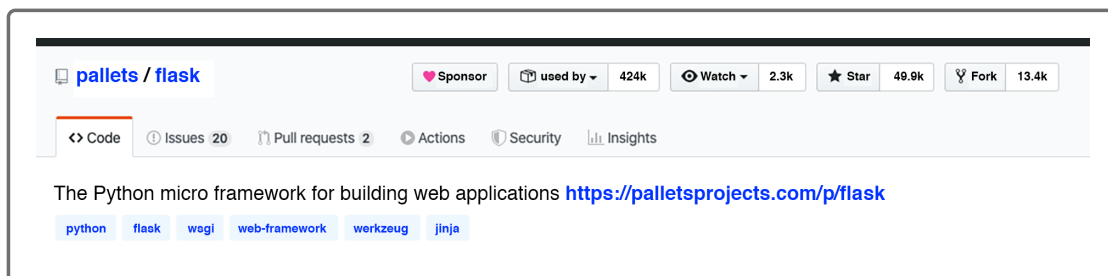 pallets / flask Sponsor used by 424k Watch 2.3k Star 49.9k Fork 13.4k
Code Issues 20 Pull requests 2 Actions Security Insights
The Python micro framework for building web applications https://palletsprojects.com/p/flask
python flask wsgi web-framework werkzeug jinja